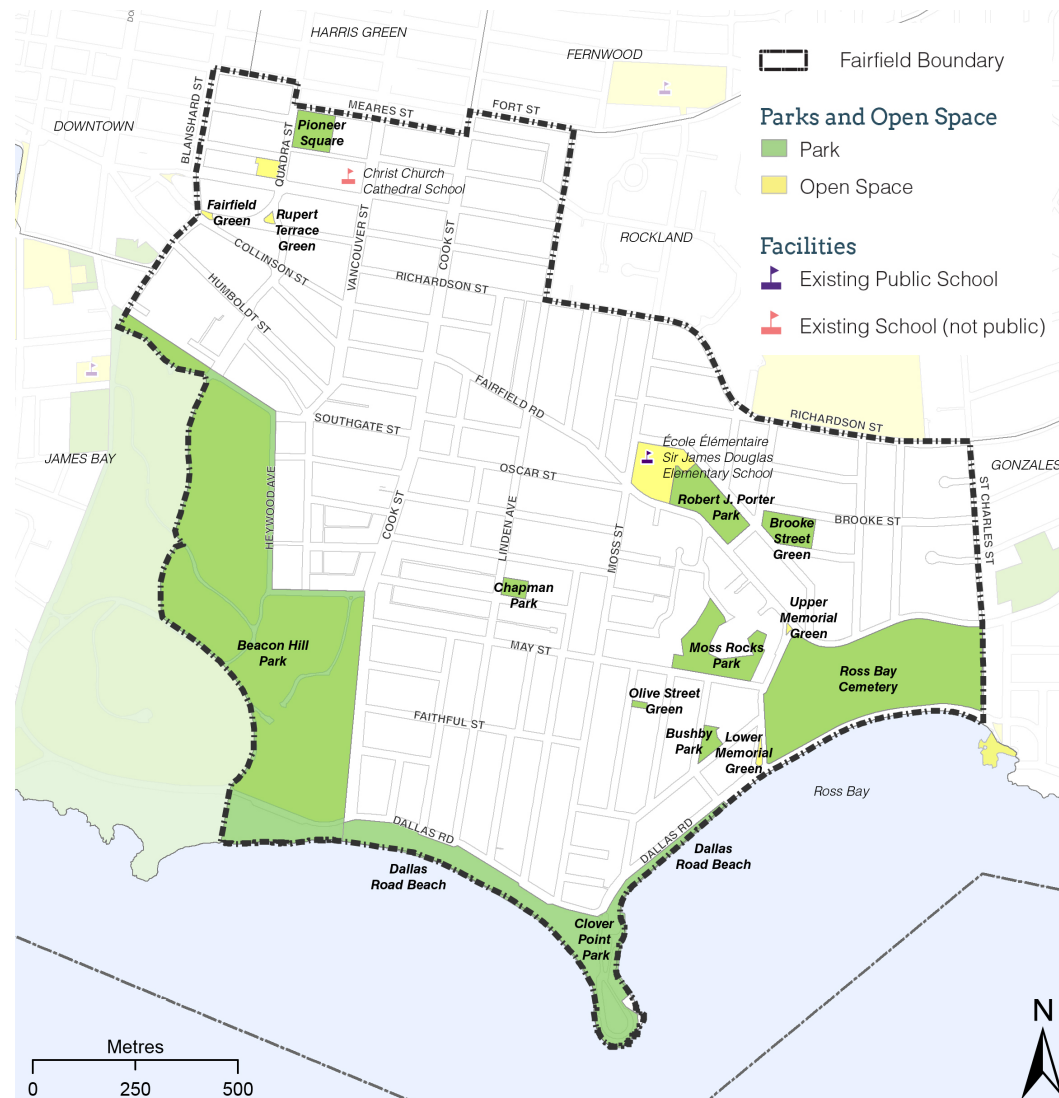 HARRIS GREEN
FERNWOOD
DOWNTOWN
BLANSHARD ST
MEARES ST
FORT ST
Pioneer
Square
QUADRA ST
Christ Church
Cathedral School
Fairfield
Green
Rupert
Terrace
Green
VANCOUVER ST
COOK ST
ROCKLAND
COLLINSON ST
HUMBOLDT ST
RICHARDSON ST
FAIRFIELD RD
SOUTHGATE ST
RICHARDSON ST
JAMES BAY
HEYWOOD AVE
COOK ST
OSCAR ST
LINDEN AVE
MOSS ST
École Élémentaire
Sir James Douglas
Elementary School
Robert J. Porter
Park
Brooke
Street
Green
BROOKE ST
ST CHARLES ST
GONZALES
Chapman
Park
Upper
Memorial
Green
Beacon Hill
Park
MAY ST
Moss Rocks
Park
Ross Bay
Cemetery
Olive Street
Green
FAITHFUL ST
Bushby
Park
Lower
Memorial
Green
Ross Bay
DALLAS RD
DALLAS RD
Dallas
Road Beach
Dallas
Road Beach
Clover
Point
Park
Fairfield Boundary
Parks and Open Space
Park
Open Space
Facilities
Existing Public School
Existing School (not public)
Metres
0 250 500
N